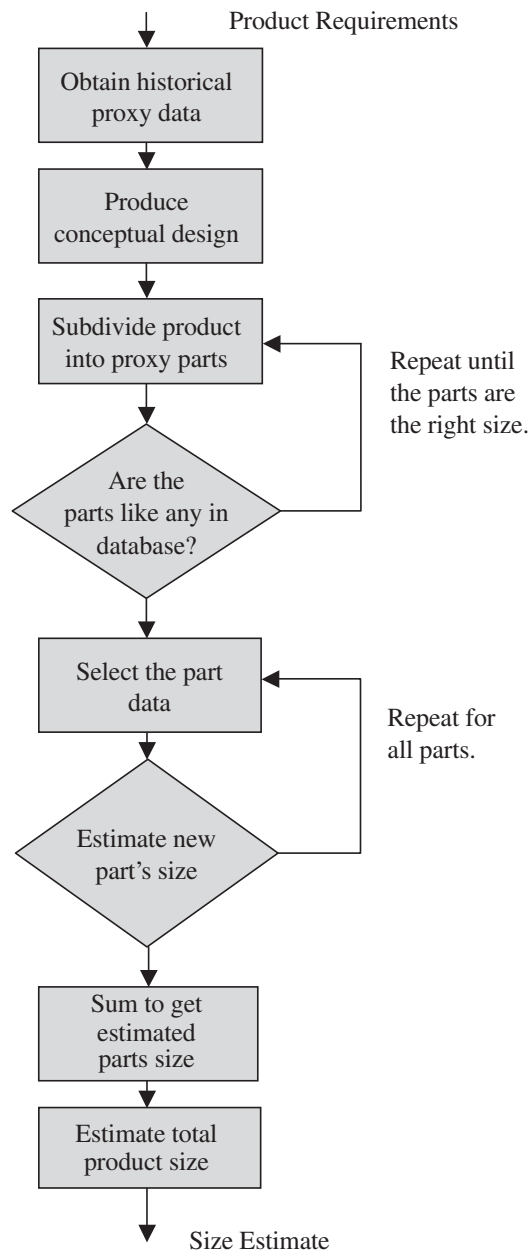 Product Requirements
Obtain historical
proxy data
Produce
conceptual design
Subdivide product
into proxy parts
Repeat until
the parts are
the right size.
Are the
parts like any in
database?
Select the part
data
Repeat for
all parts.
Estimate new
part's size
Sum to get
estimated
parts size
Estimate total
product size
Size Estimate